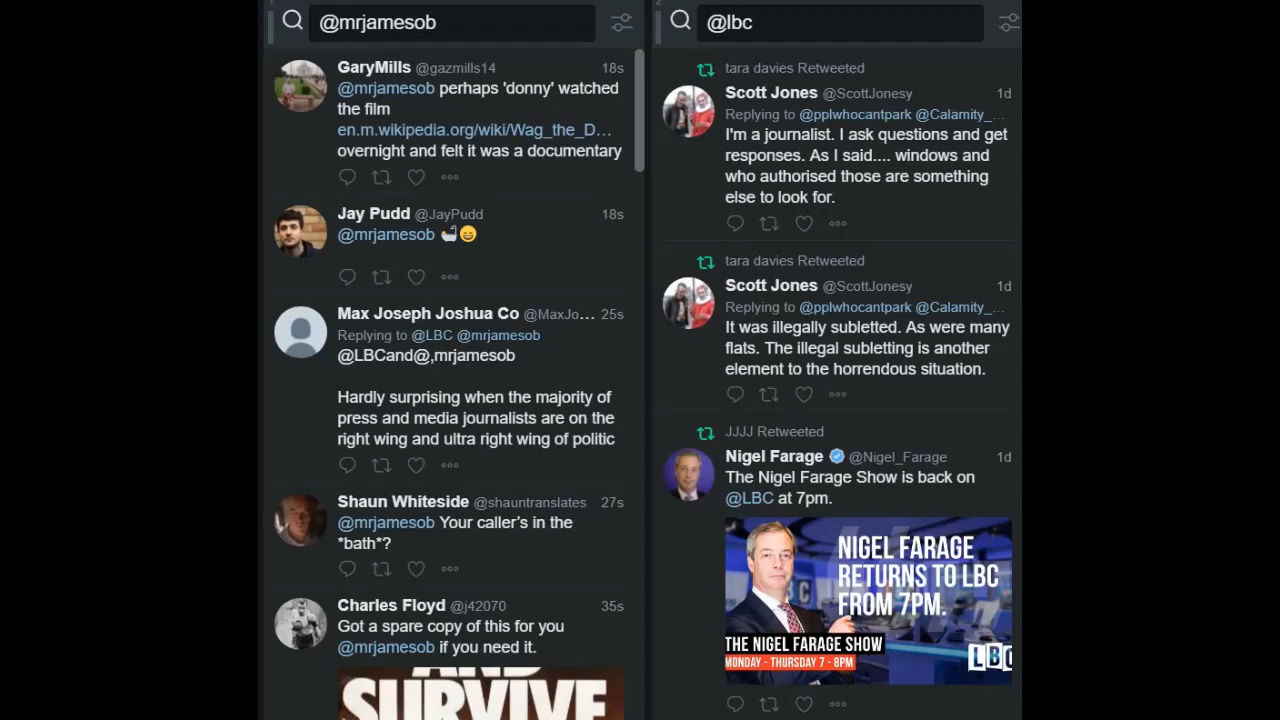 @mrjamesob
GaryMills @gazmills14 18s
@mrjamesob perhaps 'donny' watched
the film
en.m.wikipedia.org/wiki/Wag_the_D...
overnight and felt it was a documentary
Jay Pudd @JayPudd 18s
@mrjamesob 🛀😄
Max Joseph Joshua Co @MaxJo... 25s
Replying to @LBC @mrjamesob
@LBCand@,mrjamesob
Hardly surprising when the majority of
press and media journalists are on the
right wing and ultra right wing of politic
Shaun Whiteside @shauntranslates 27s
@mrjamesob Your caller's in the
*bath*?
Charles Floyd @j42070 35s
Got a spare copy of this for you
@mrjamesob if you need it.
AND
SURVIVE
2
@lbc
tara davies Retweeted
Scott Jones @ScottJonesy 1d
Replying to @pplwhocantpark @Calamity_...
I'm a journalist. I ask questions and get
responses. As I said.... windows and
who authorised those are something
else to look for.
tara davies Retweeted
Scott Jones @ScottJonesy 1d
Replying to @pplwhocantpark @Calamity_...
It was illegally subletted. As were many
flats. The illegal subletting is another
element to the horrendous situation.
JJJJ Retweeted
Nigel Farage @Nigel_Farage 1d
The Nigel Farage Show is back on
@LBC at 7pm.
NIGEL FARAGE
RETURNS TO LBC
FROM 7PM.
THE NIGEL FARAGE SHOW
MONDAY - THURSDAY 7 - 8PM
LBC